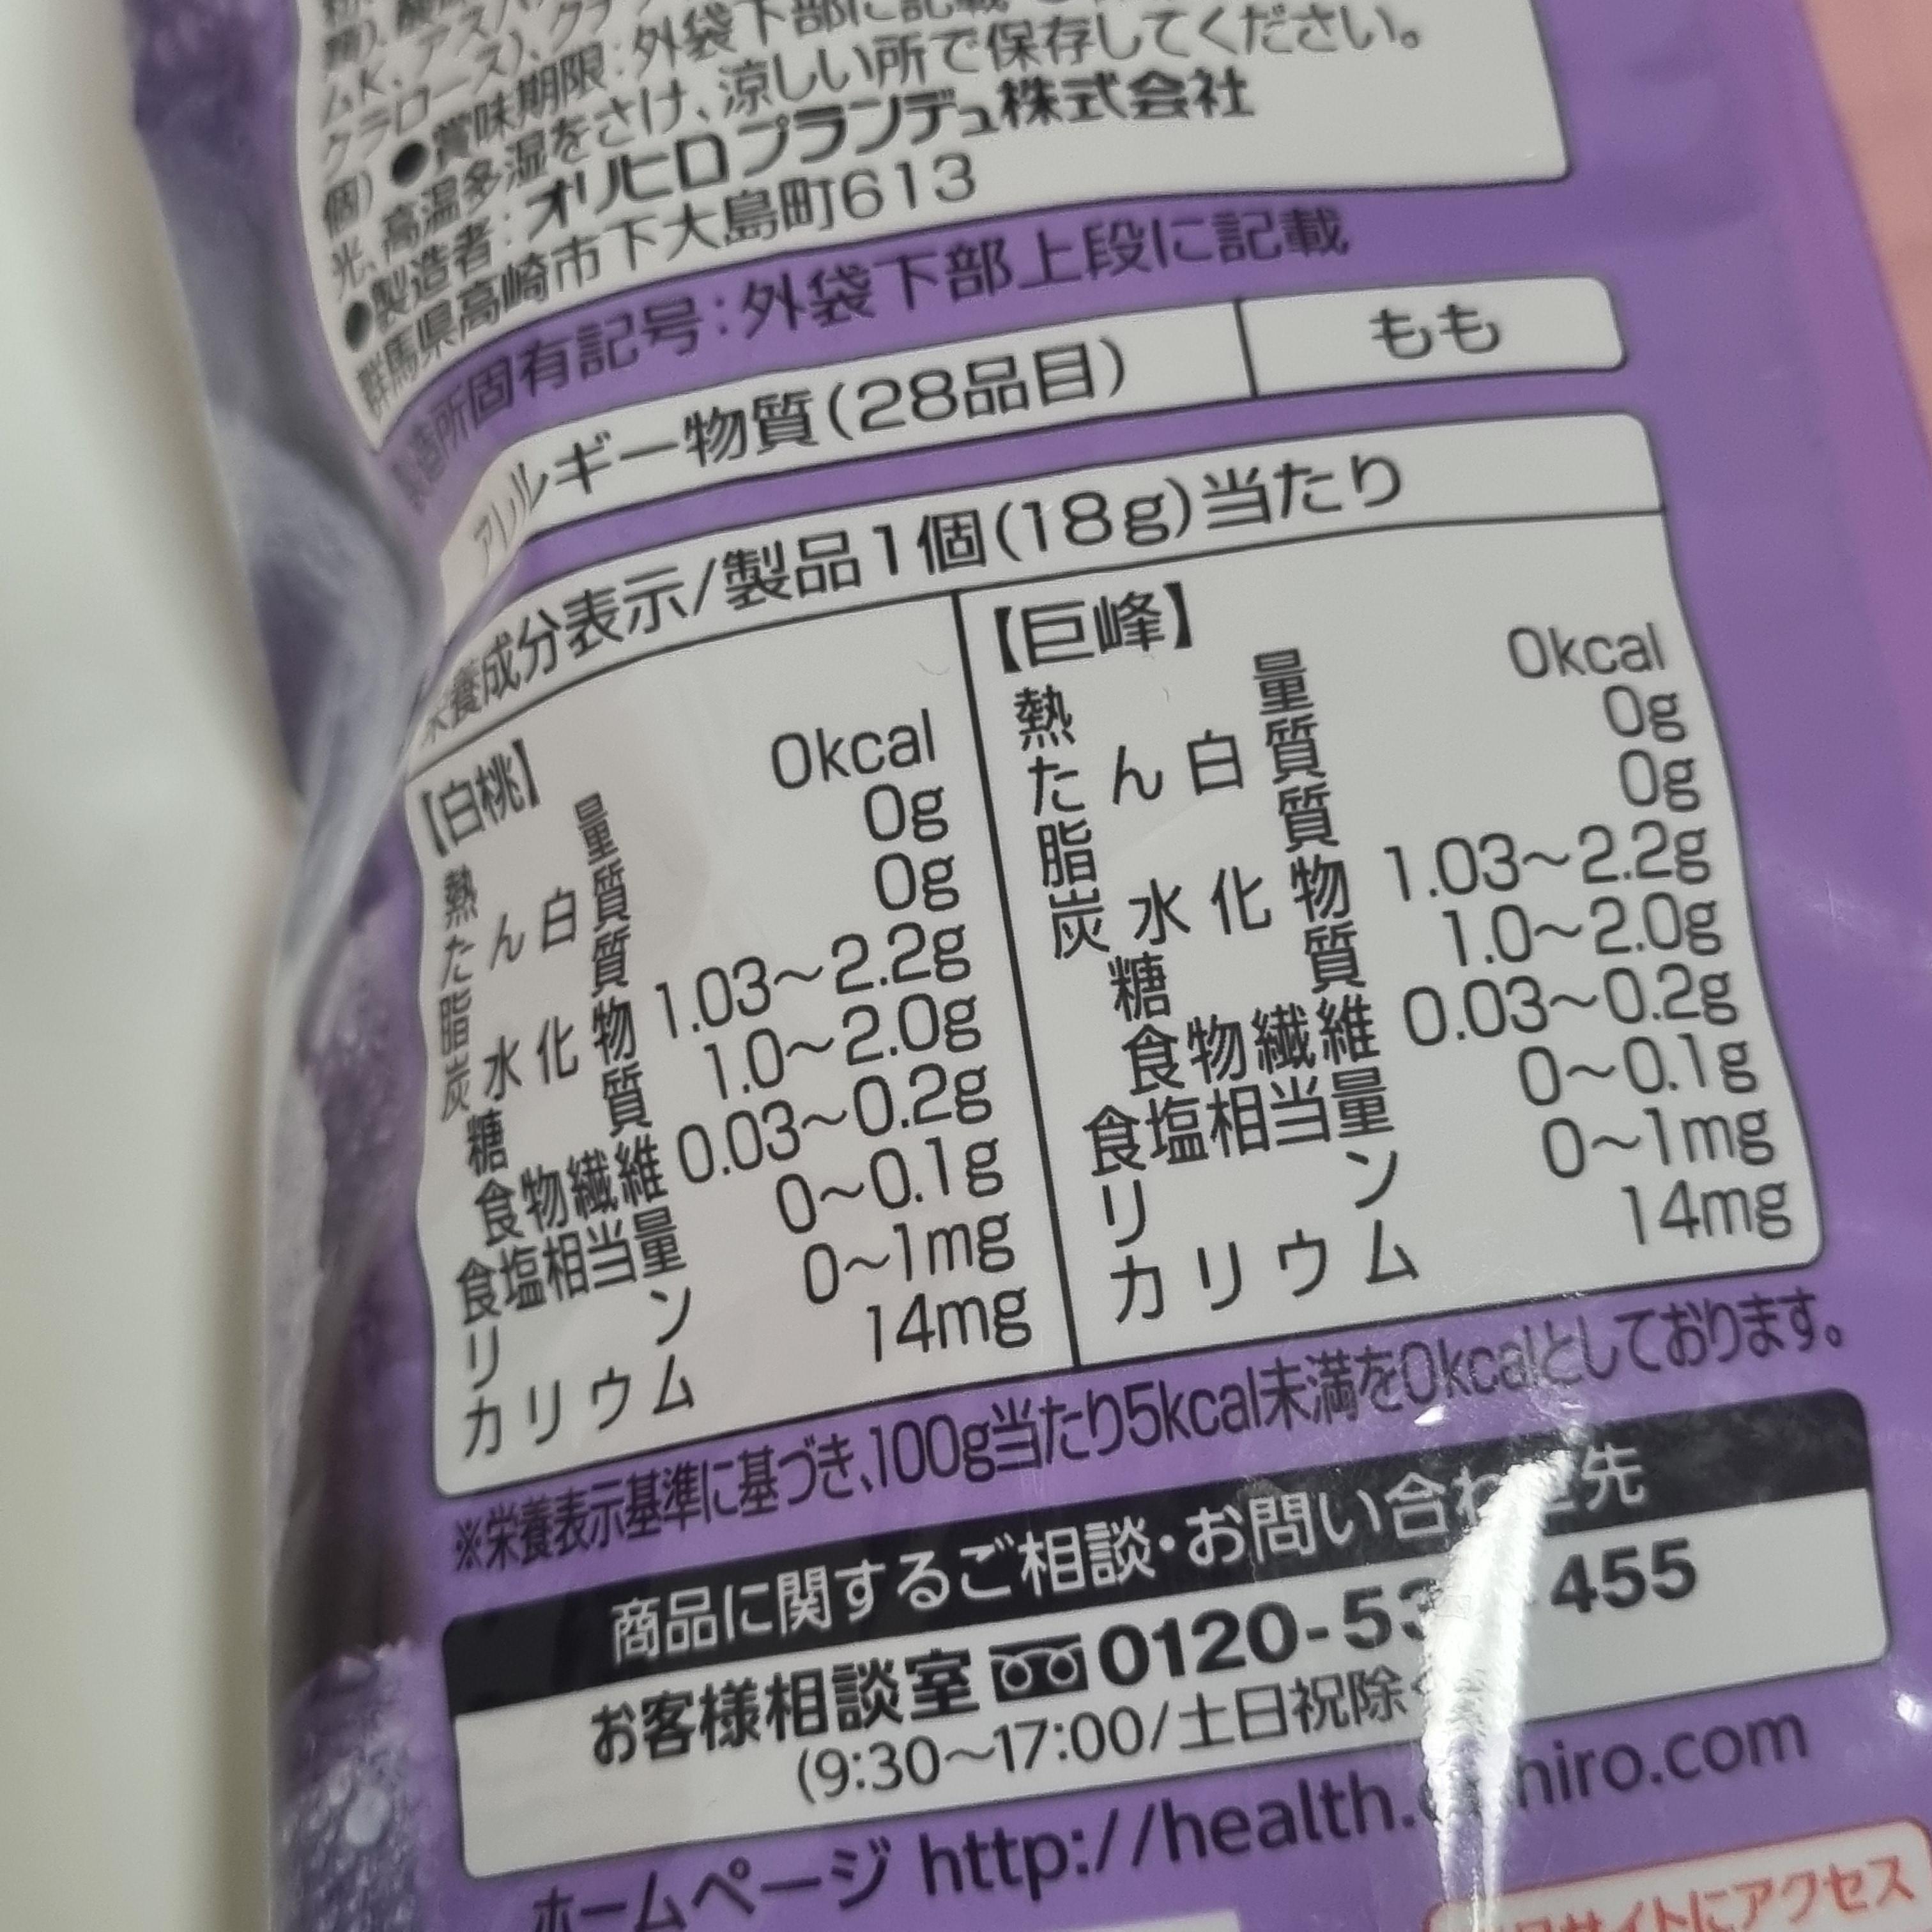 ムK、アス
クラロース)、クチ
個) ●賞味期限:外袋下部に記載
光、高温多湿をさけ、涼しい所で保存してください。
●製造者:オリヒロプランデュ株式会社
群馬県高崎市下大島町613
製造所固有記号:外袋下部上段に記載
アレルギー物質(28品目) もも
栄養成分表示/製品1個(18g)当たり
【白桃】
熱量 0kcal
たん白質 0g
脂質 0g
炭水化物 1.03~2.2g
糖質 1.0~2.0g
食物繊維 0.03~0.2g
食塩相当量 0~0.1g
リン 0~1mg
カリウム 14mg
【巨峰】
熱量 0kcal
たん白質 0g
脂質 0g
炭水化物 1.03~2.2g
糖質 1.0~2.0g
食物繊維 0.03~0.2g
食塩相当量 0~0.1g
リン 0~1mg
カリウム 14mg
※栄養表示基準に基づき、100g当たり5kcal未満を0kcalとしております。
商品に関するご相談・お問い合わせ先
お客様相談室 0120-53 455
(9:30~17:00/土日祝除
ホームページ http://health. hiro.com
サイトにアクセス